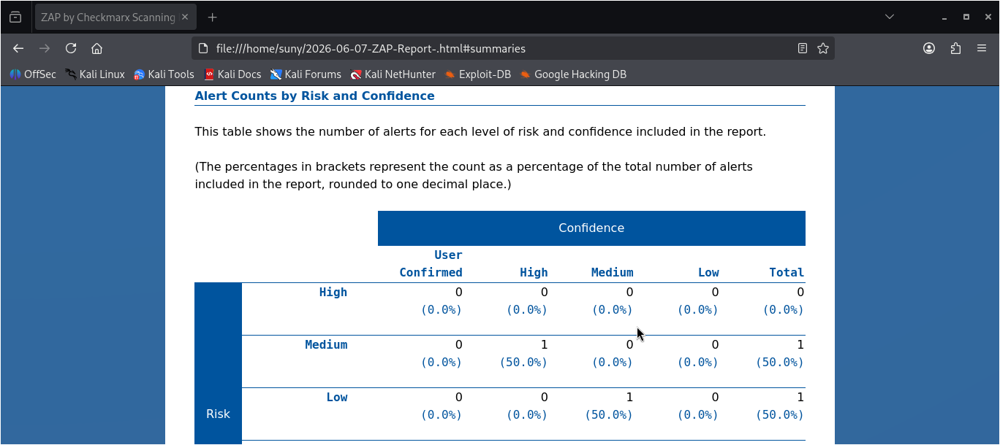 ZAP by Checkmarx Scanning
file:///home/suny/2026-06-07-ZAP-Report-.html#summaries
OffSec Kali Linux Kali Tools Kali Docs Kali Forums Kali NetHunter Exploit-DB Google Hacking DB
Alert Counts by Risk and Confidence
This table shows the number of alerts for each level of risk and confidence included in the report.
(The percentages in brackets represent the count as a percentage of the total number of alerts
included in the report, rounded to one decimal place.)
Confidence
User
Confirmed High Medium Low Total
High 0 0 0 0 0
(0.0%) (0.0%) (0.0%) (0.0%) (0.0%)
Medium 0 1 0 0 1
(0.0%) (50.0%) (0.0%) (0.0%) (50.0%)
Low 0 0 1 0 1
Risk (0.0%) (0.0%) (50.0%) (0.0%) (50.0%)